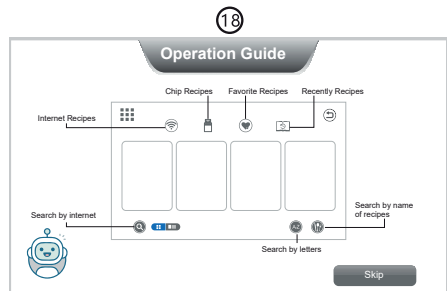 18
Operation Guide
Chip Recipes
Favorite Recipes
Recently Recipes
Internet Recipes
Search by internet
AZ
Search by name
of recipes
Search by letters
Skip